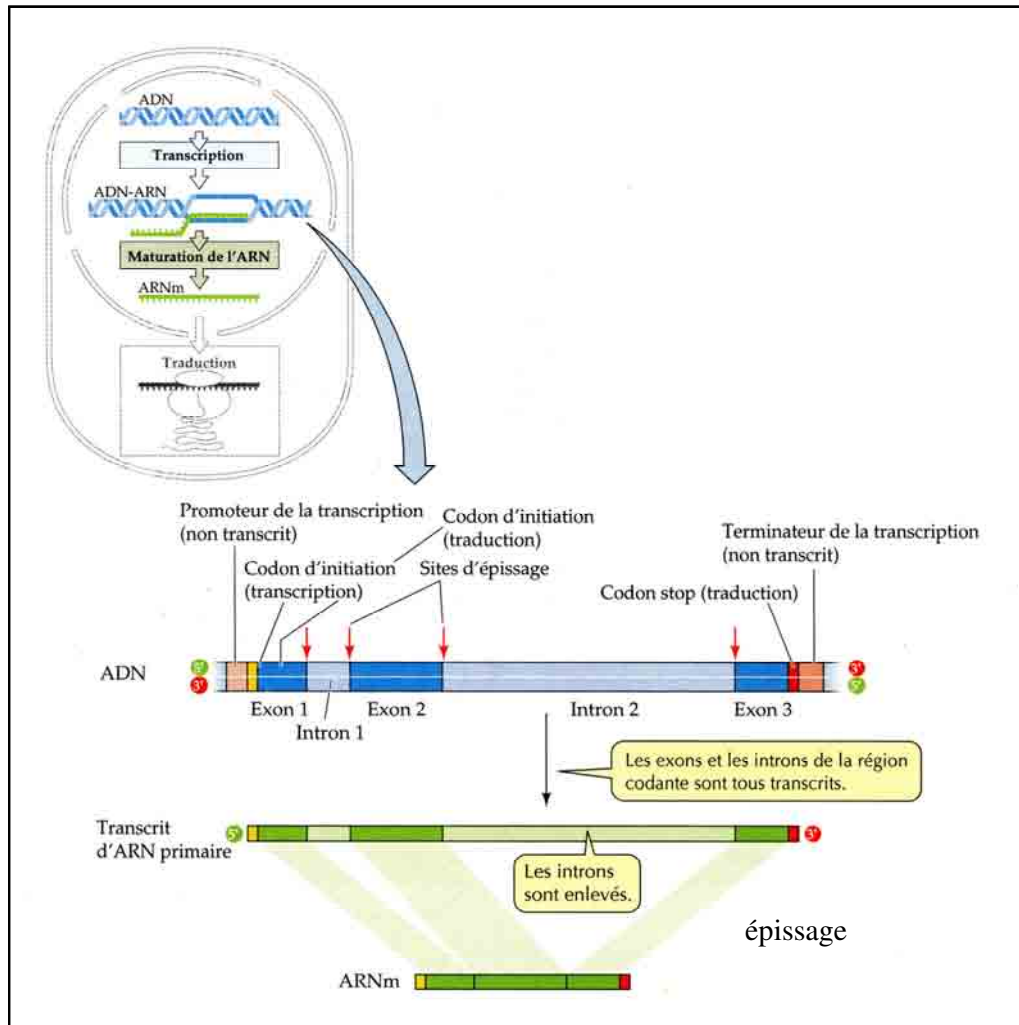 ADN
Transcription
ADN-ARN
Maturation de l'ARN
ARNm
Traduction
Promoteur de la transcription
(non transcrit)
Codon d'initiation
(traduction)
Codon d'initiation
(transcription)
Sites d'épissage
Terminateur de la transcription
(non transcrit)
Codon stop (traduction)
ADN
5'
3'
3'
5'
Exon 1
Intron 1
Exon 2
Intron 2
Exon 3
Les exons et les introns de la région
codante sont tous transcrits.
Transcrit
d'ARN primaire
5'
3'
Les introns
sont enlevés.
épissage
ARNm